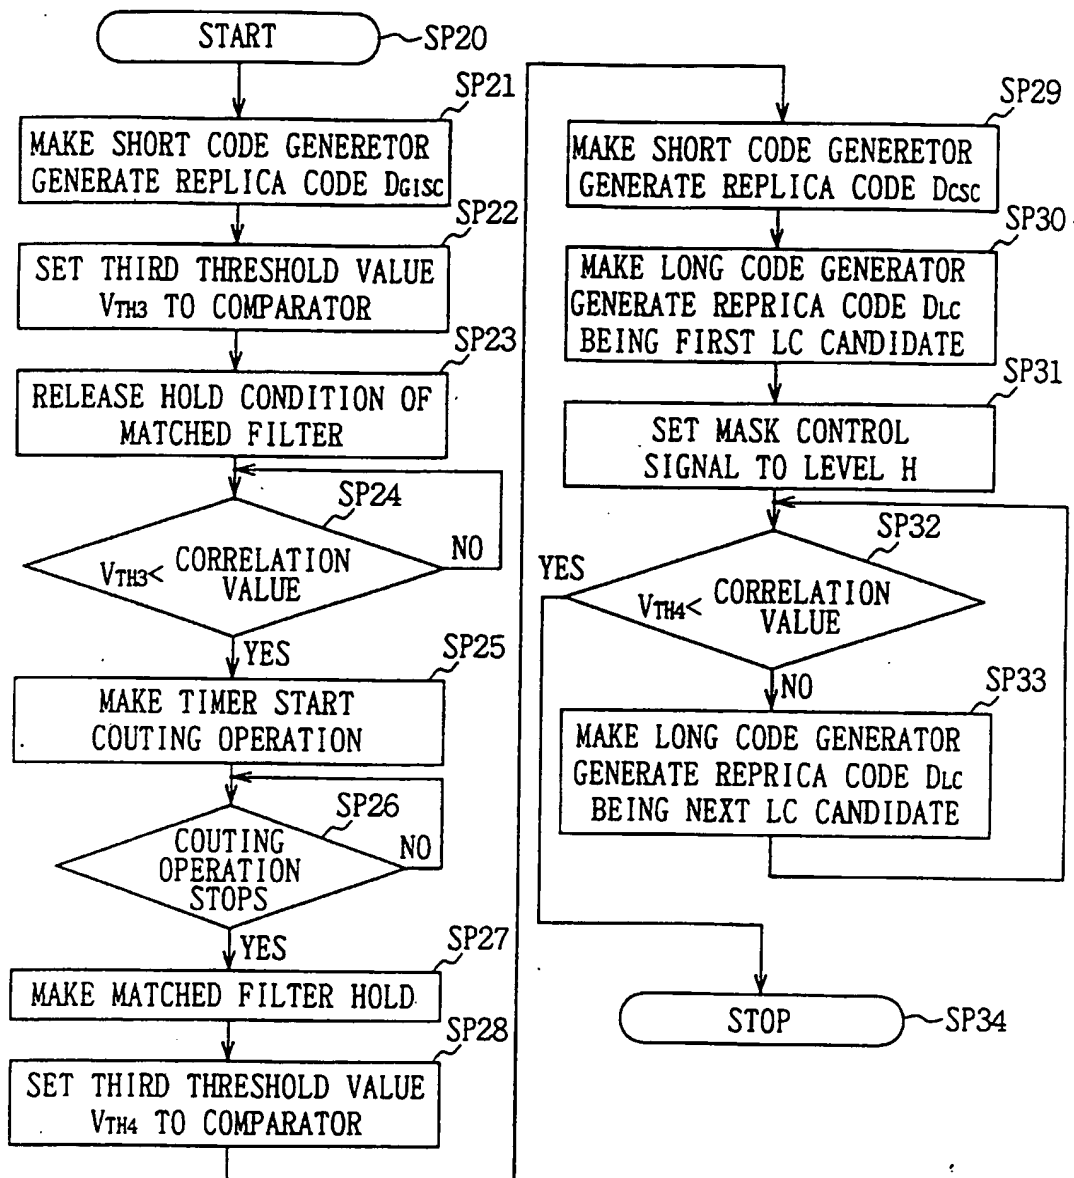 START
SP20
SP21
MAKE SHORT CODE GENERETOR
GENERATE REPLICA CODE DGISC
SP22
SET THIRD THRESHOLD VALUE
VTH3 TO COMPARATOR
SP23
RELEASE HOLD CONDITION OF
MATCHED FILTER
SP24
VTH3< CORRELATION
VALUE
NO
YES
SP25
MAKE TIMER START
COUTING OPERATION
SP26
COUTING
OPERATION
STOPS
NO
YES
SP27
MAKE MATCHED FILTER HOLD
SP28
SET THIRD THRESHOLD VALUE
VTH4 TO COMPARATOR
SP29
MAKE SHORT CODE GENERETOR
GENERATE REPLICA CODE DCSC
SP30
MAKE LONG CODE GENERATOR
GENERATE REPRICA CODE DLC
BEING FIRST LC CANDIDATE
SP31
SET MASK CONTROL
SIGNAL TO LEVEL H
SP32
YES
VTH4< CORRELATION
VALUE
NO
SP33
MAKE LONG CODE GENERATOR
GENERATE REPRICA CODE DLC
BEING NEXT LC CANDIDATE
STOP
SP34